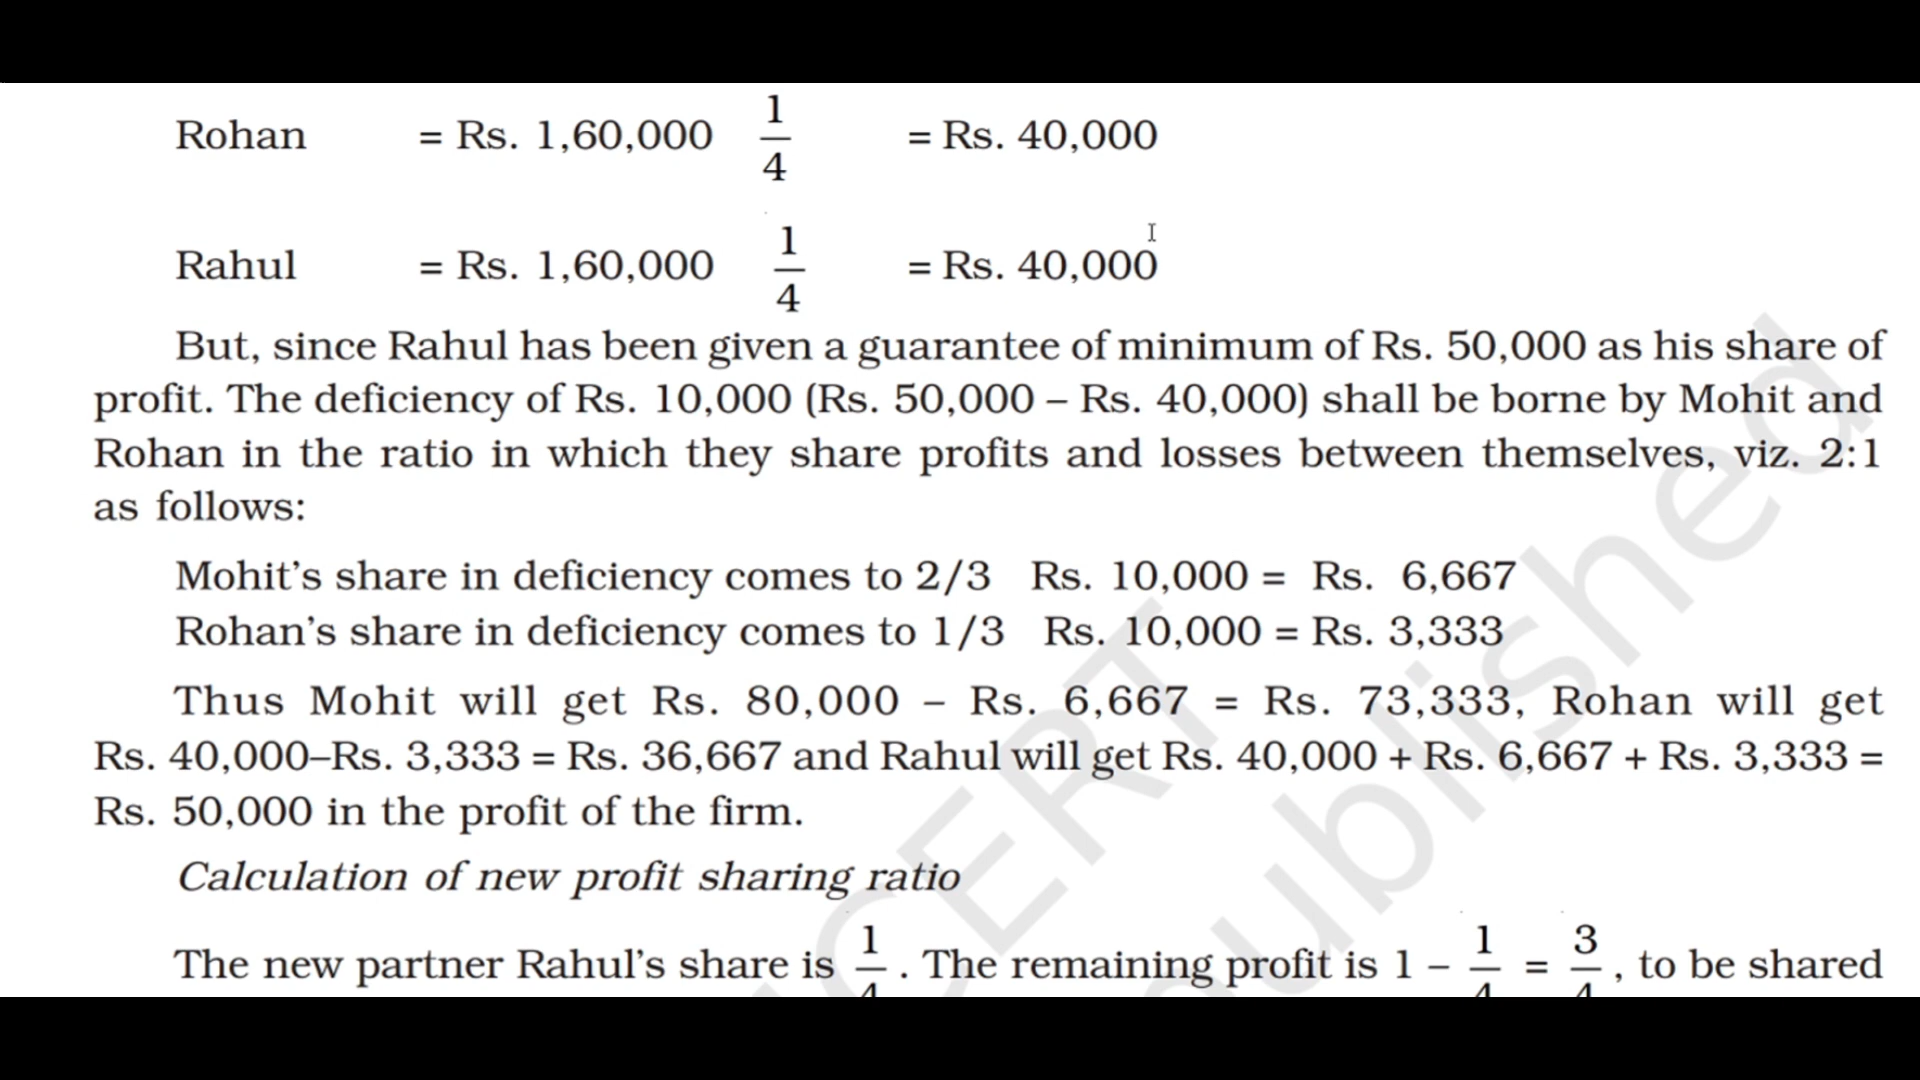 Rohan = Rs. 1,60,000 1/4 = Rs. 40,000
Rahul = Rs. 1,60,000 1/4 = Rs. 40,000
But, since Rahul has been given a guarantee of minimum of Rs. 50,000 as his share of
profit. The deficiency of Rs. 10,000 (Rs. 50,000 – Rs. 40,000) shall be borne by Mohit and
Rohan in the ratio in which they share profits and losses between themselves, viz. 2:1
as follows:
Mohit’s share in deficiency comes to 2/3 Rs. 10,000 = Rs. 6,667
Rohan’s share in deficiency comes to 1/3 Rs. 10,000 = Rs. 3,333
Thus Mohit will get Rs. 80,000 – Rs. 6,667 = Rs. 73,333, Rohan will get
Rs. 40,000–Rs. 3,333 = Rs. 36,667 and Rahul will get Rs. 40,000 + Rs. 6,667 + Rs. 3,333 =
Rs. 50,000 in the profit of the firm.
Calculation of new profit sharing ratio
The new partner Rahul’s share is 1/4 . The remaining profit is 1 – 1/4 = 3/4 , to be shared